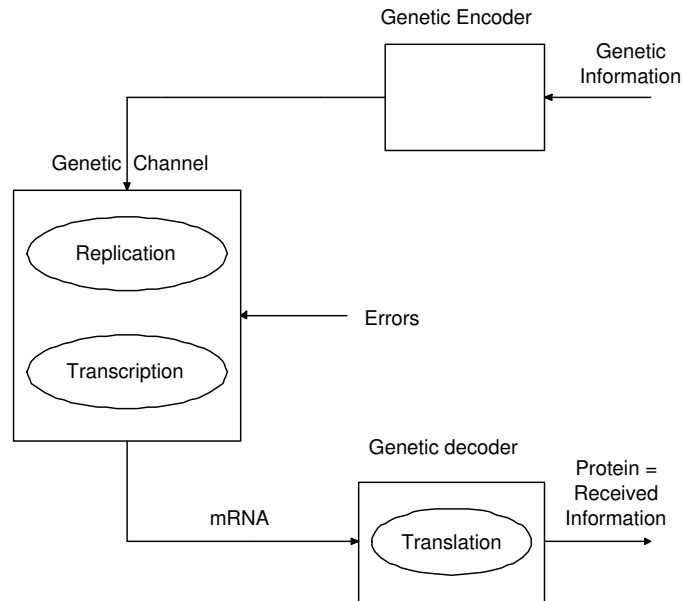 Genetic Encoder
Genetic
Information
Genetic Channel
Replication
Errors
Transcription
Genetic decoder
Protein =
Received
Information
mRNA
Translation